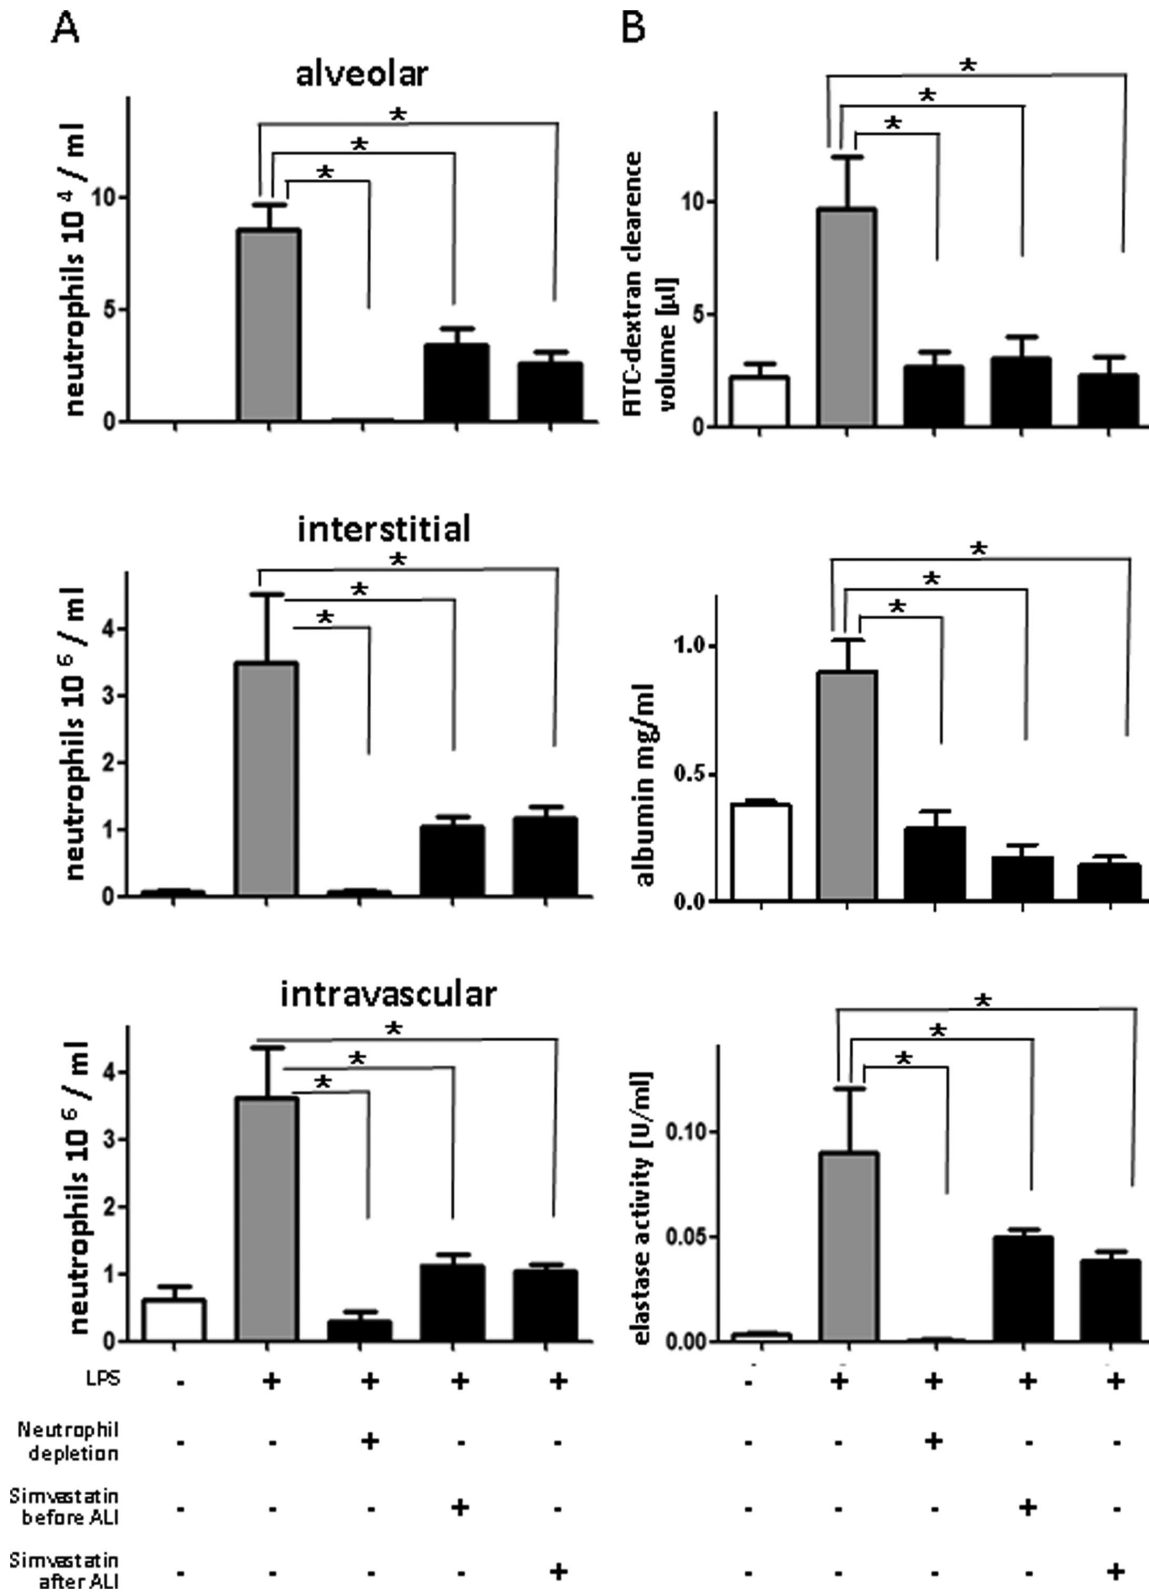 A
B
alveolar
*
*
*
neutrophils 10 4 / ml
10
5
0
*
*
*
FITC-dextran clearence
volume [µl]
10
5
0
interstitial
*
*
*
neutrophils 10 6 / ml
4
3
2
1
0
*
*
*
albumin mg/ml
1.0
0.5
0.0
intravascular
*
*
*
neutrophils 10 6 / ml
4
3
2
1
0
*
*
*
elastase activity [U/ml]
0.10
0.05
0.00
LPS - + + + + - + + + +
Neutrophil
depletion - - + - - - - + - -
Simvastatin
before ALI - - - + - - - - + -
Simvastatin
after ALI - - - - + - - - - +